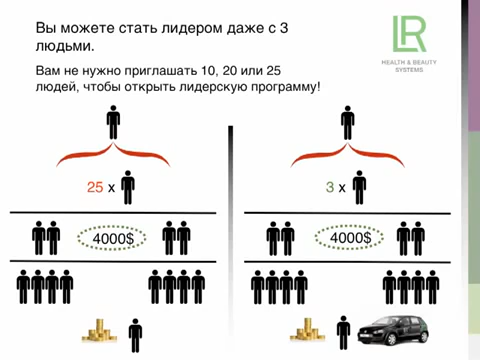 Вы можете стать лидером даже с 3
людьми.
Вам не нужно приглашать 10, 20 или 25
людей, чтобы открыть лидерскую программу!
LR
HEALTH & BEAUTY
SYSTEMS
25 x
3 x
4000$
4000$